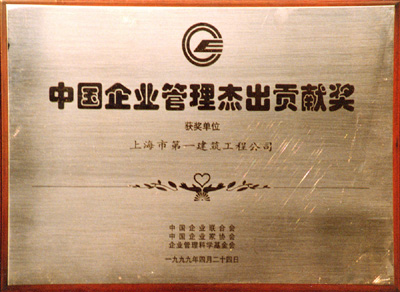 中国企业管理杰出贡献奖
获奖单位
上海市第一建筑工程公司
中国企业联合会
中国企业家协会
企业管理科学基金会
一九九九年四月二十四日